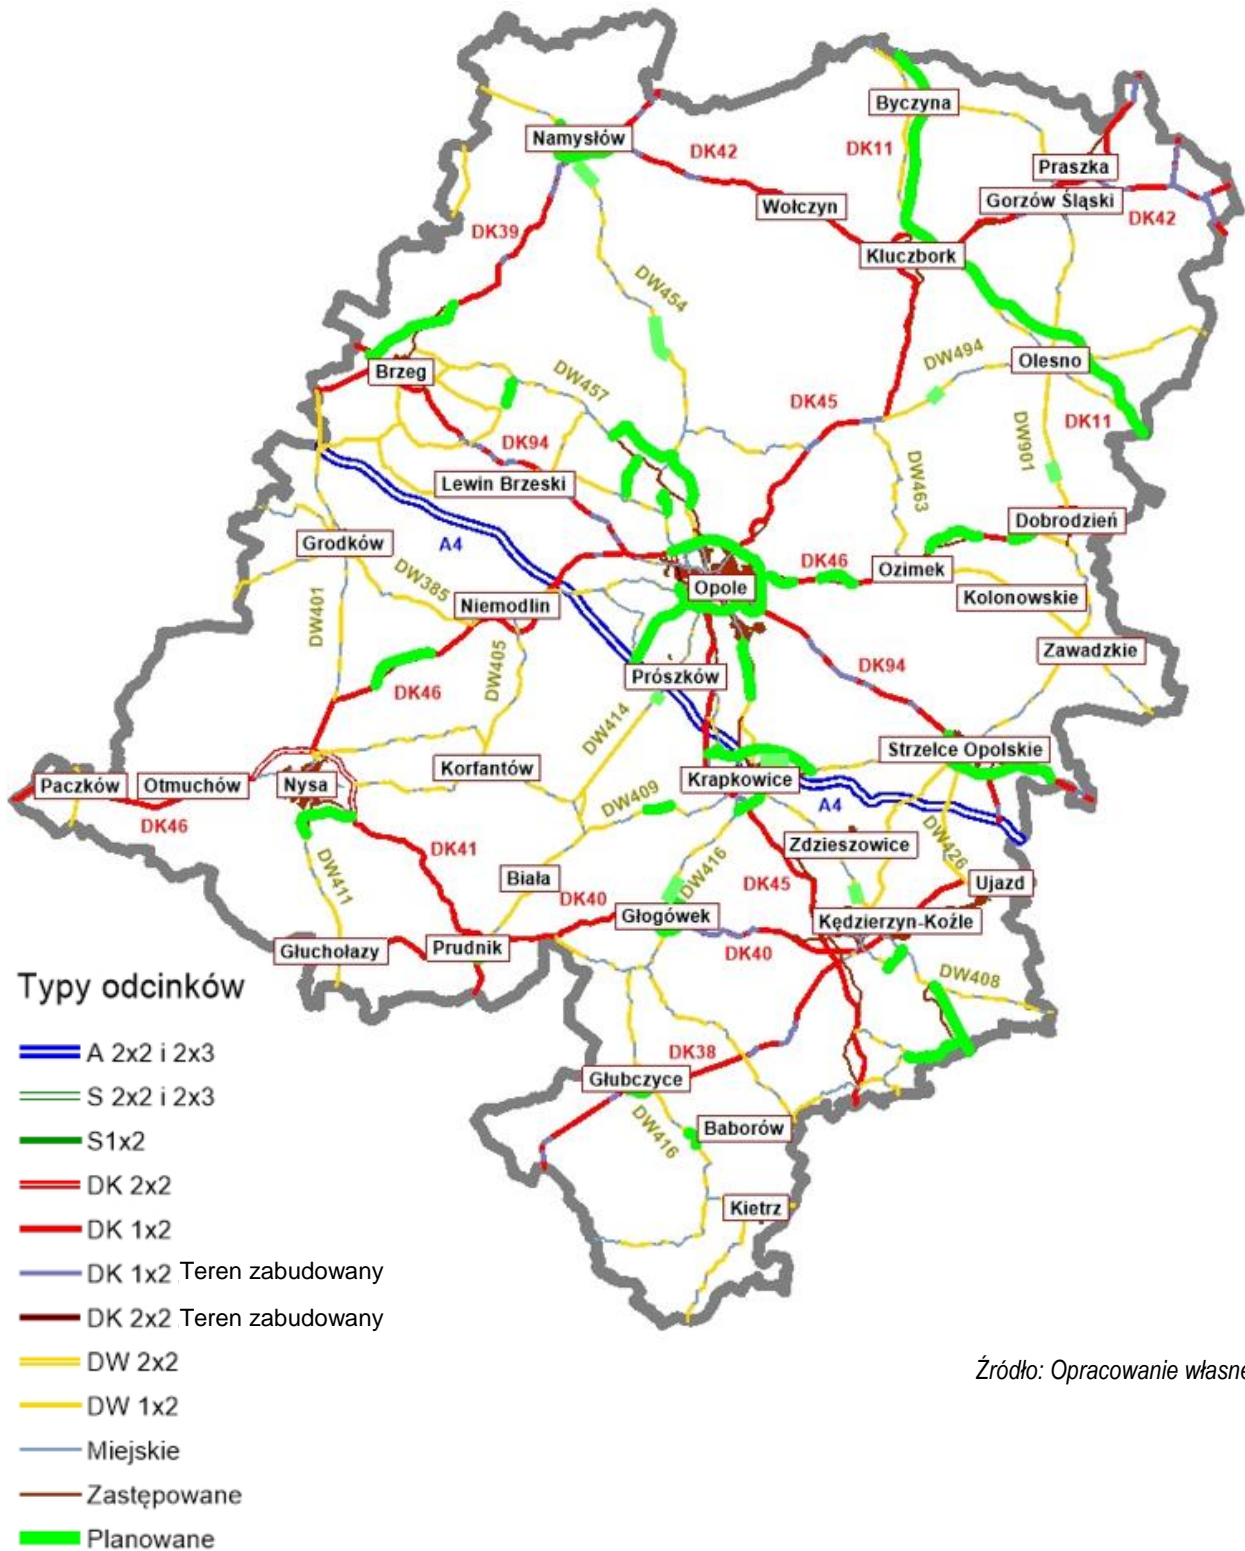 Byczyna
Namysłów
DK42
DK11
Praszka
Gorzów Śląski
Wołczyn
DK42
DK39
Kluczbork
DW454
DW494
Olesno
Brzeg
DW457
DK45
DK11
DW901
DK94
Lewin Brzeski
DW463
Dobrodzień
Grodków
A4
DK46
Ozimek
DW385
Opole
Niemodlin
Kolonowskie
DW401
Zawadzkie
DW405
Prószków
DK94
DK46
DW414
Strzelce Opolskie
Korfantów
Krapkowice
Paczków
Otmuchów
Nysa
DW409
A4
DK46
DW426
Zdzieszowice
DK41
DW411
DW416
Biała
DK40
DK45
Ujazd
Głogówek
Kędzierzyn-Koźle
Głuchołazy
Prudnik
DK40
DW408
Typy odcinków
DK38
A 2x2 i 2x3
Głubczyce
S 2x2 i 2x3
DW416
Baborów
S1x2
DK 2x2
Kietrz
DK 1x2
DK 1x2 Teren zabudowany
DK 2x2 Teren zabudowany
DW 2x2
Źródło: Opracowanie własne
DW 1x2
Miejskie
Zastępowane
Planowane